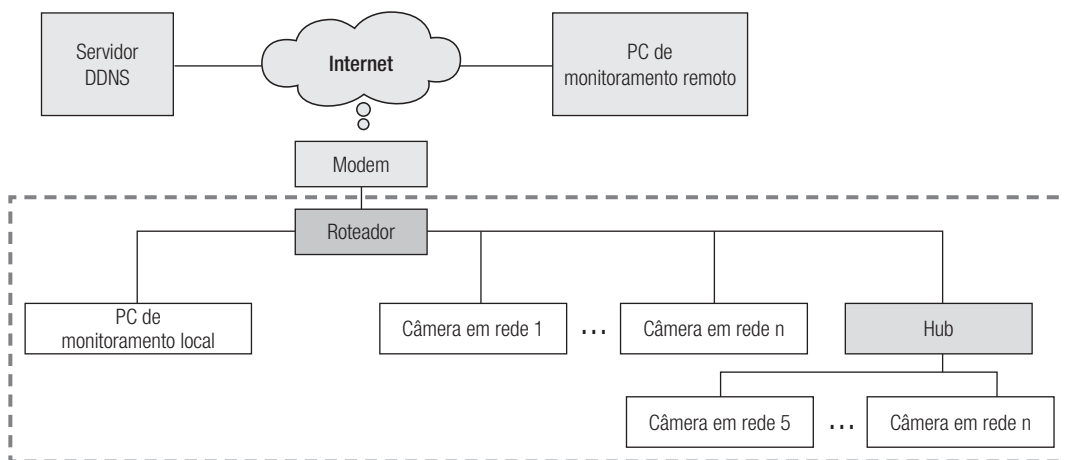 Servidor
DDNS
Internet
PC de
monitoramento remoto
Modem
Roteador
PC de
monitoramento local
Câmera em rede 1
...
Câmera em rede n
Hub
Câmera em rede 5
...
Câmera em rede n